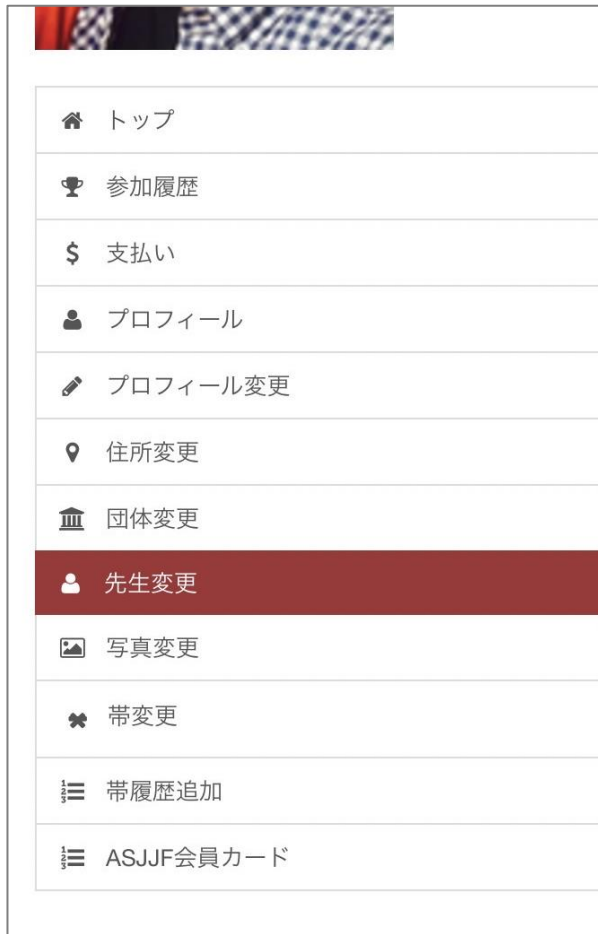 トップ
参加履歴
支払い
プロフィール
プロフィール変更
住所変更
団体変更
先生変更
写真変更
帯変更
帯履歴追加
ASJJF会員カード